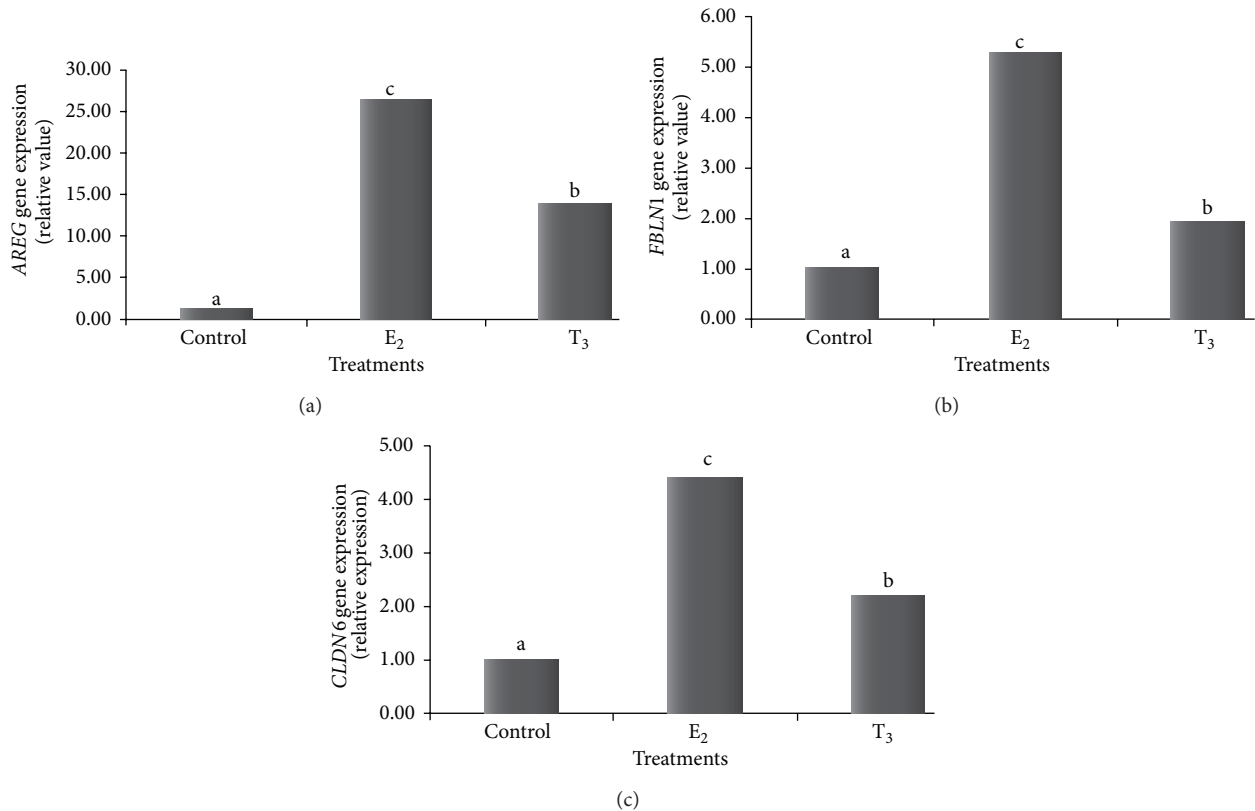 AREG gene expression
(relative value)
30.00
25.00
20.00
15.00
10.00
5.00
0.00
c
b
a
Control
E₂
T₃
Treatments
(a)
FBLN1 gene expression
(relative value)
6.00
5.00
4.00
3.00
2.00
1.00
0.00
c
b
a
Control
E₂
T₃
Treatments
(b)
CLDN6 gene expression
(relative expression)
5.00
4.00
3.00
2.00
1.00
0.00
c
b
a
Control
E₂
T₃
Treatments
(c)